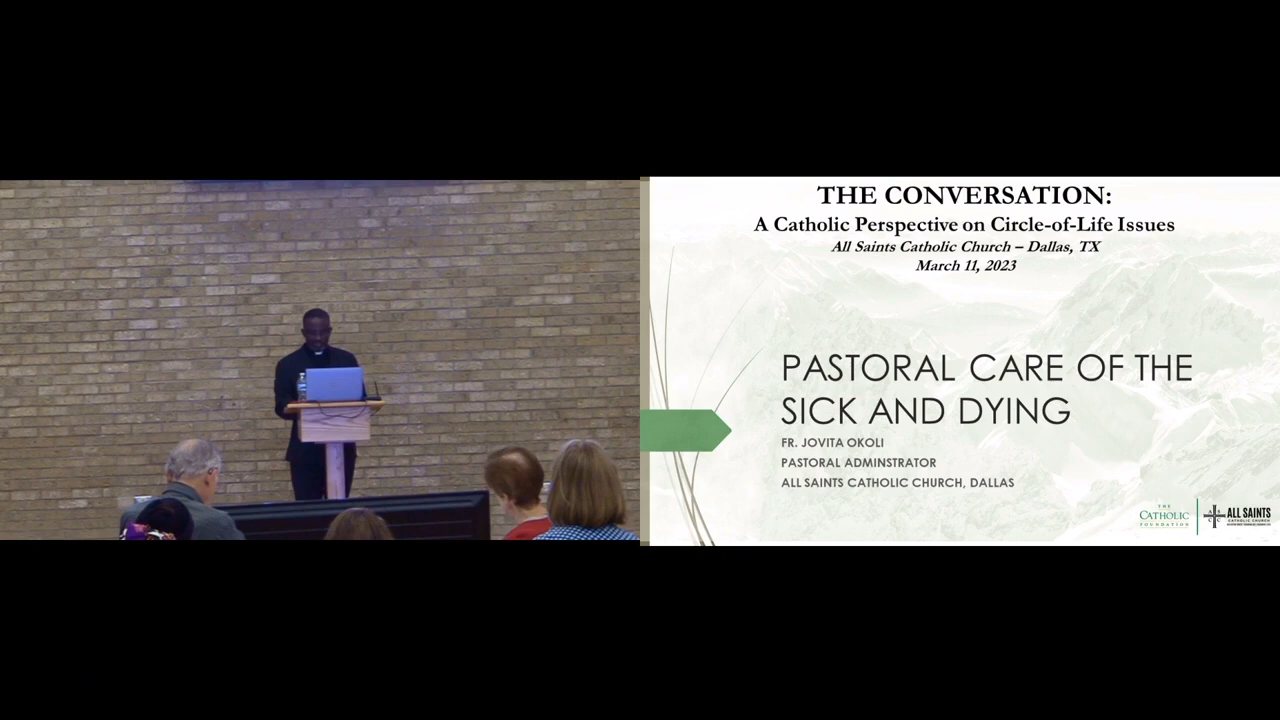 THE CONVERSATION:
A Catholic Perspective on Circle-of-Life Issues
All Saints Catholic Church – Dallas, TX
March 11, 2023
PASTORAL CARE OF THE
SICK AND DYING
FR. JOVITA OKOLI
PASTORAL ADMINSTRATOR
ALL SAINTS CATHOLIC CHURCH, DALLAS
THE
CATHOLIC
FOUNDATION
ALL SAINTS
CATHOLIC CHURCH